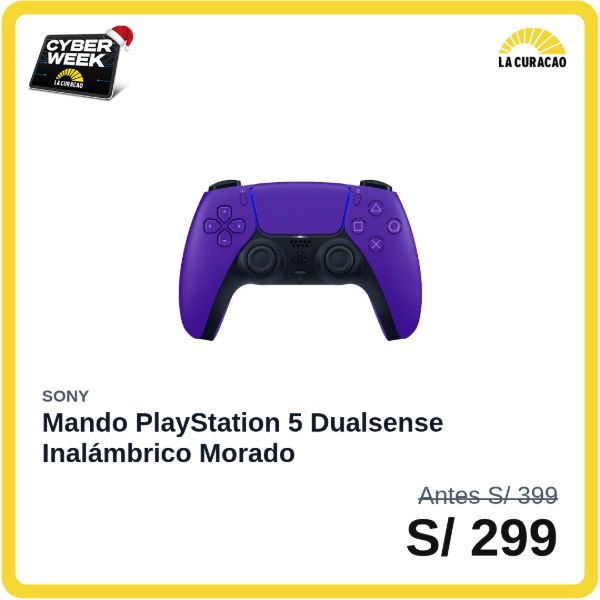 CYBER
WEEK
LA CURACAO
LA CURACAO
SONY
Mando PlayStation 5 Dualsense
Inalámbrico Morado
Antes S/ 399
S/ 299